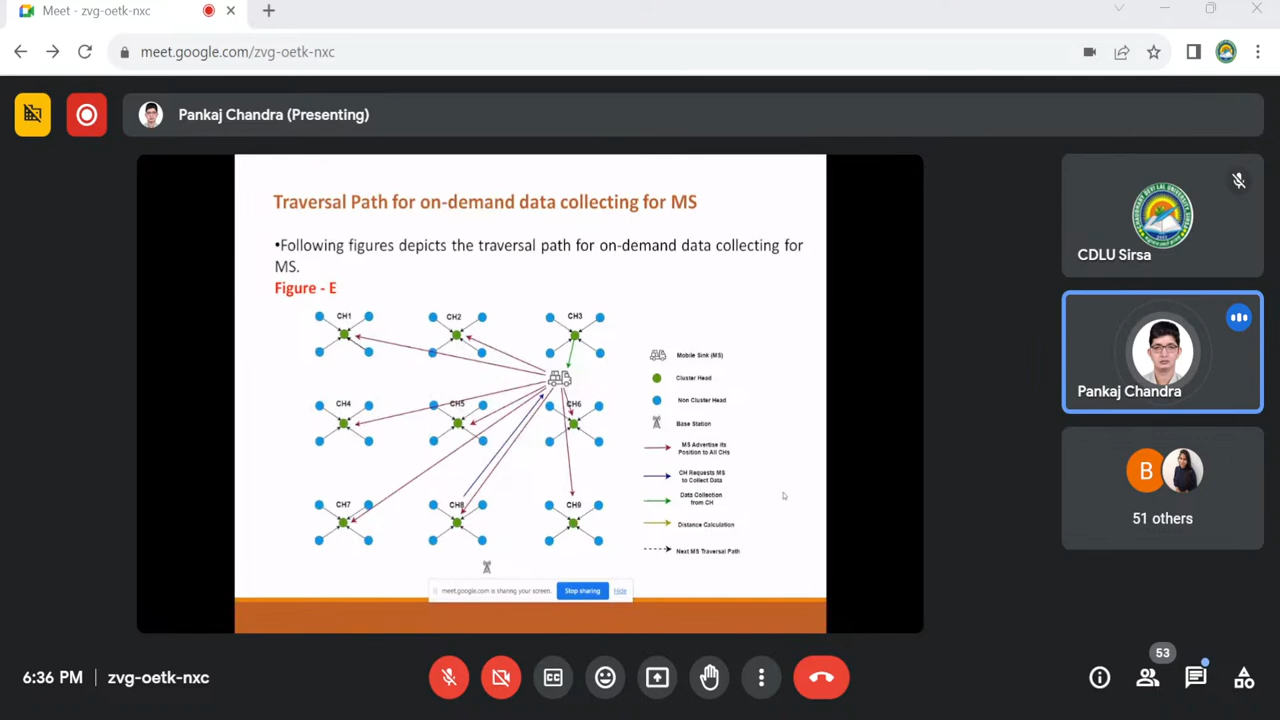 Meet - zvg-oetk-nxc
meet.google.com/zvg-oetk-nxc
Pankaj Chandra (Presenting)
Traversal Path for on-demand data collecting for MS
•Following figures depicts the traversal path for on-demand data collecting for
MS.
Figure - E
CH1
CH2
CH3
CH4
CH5
CH6
CH7
CH8
CH9
Mobile Sink (MS)
Cluster Head
Non Cluster Head
Base Station
MS Advertise its
Position to All CHs
CH Requests MS
to Collect Data
Data Collection
from CH
Distance Calculation
Next MS Traversal Path
meet.google.com is sharing your screen.
Stop sharing
Hide
CDLU Sirsa
Pankaj Chandra
B
51 others
6:36 PM
zvg-oetk-nxc
53